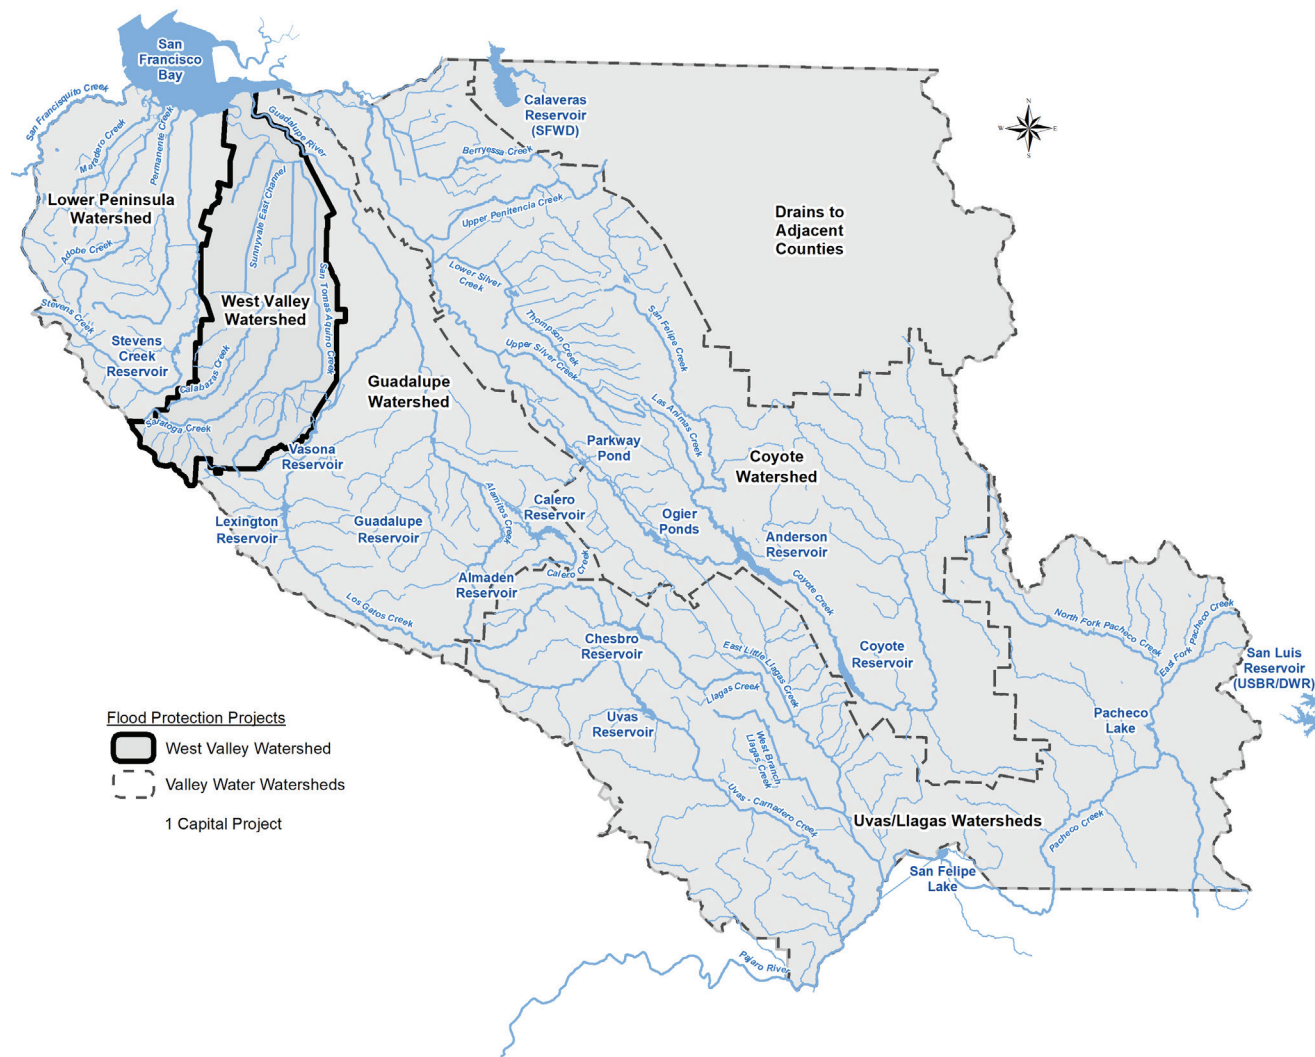 San
Francisco
Bay
San Francisquito Creek
Matadero Creek
Permanente Creek
Guadalupe River
Calaveras
Reservoir
(SFWD)
N
W
E
S
Berryessa Creek
Lower Peninsula
Watershed
Sunnyvale East Channel
Upper Penitencia Creek
Drains to
Adjacent
Counties
Adobe Creek
Lower Silver
Creek
San Tomas Aquino Creek
West Valley
Watershed
Stevens Creek
Thompson Creek
San Felipe Creek
Stevens
Creek
Reservoir
Upper Silver Creek
Calabazas Creek
Guadalupe
Watershed
Las Animas Creek
Saratoga Creek
Vasona
Reservoir
Parkway
Pond
Coyote
Watershed
Alamitos Creek
Calero
Reservoir
Lexington
Reservoir
Guadalupe
Reservoir
Ogier
Ponds
Anderson
Reservoir
Almaden
Reservoir
Calero Creek
Coyote Creek
Los Gatos Creek
North Fork Pacheco Creek
East Fork Pacheco Creek
Chesbro
Reservoir
East Little Llagas Creek
Coyote
Reservoir
San Luis
Reservoir
(USBR/DWR)
Llagas Creek
Uvas
Reservoir
West Branch
Llagas Creek
Pacheco
Lake
Flood Protection Projects
West Valley Watershed
Valley Water Watersheds
1 Capital Project
Uvas - Carnadero Creek
Uvas/Llagas Watersheds
Pacheco Creek
San Felipe
Lake
Pajaro River